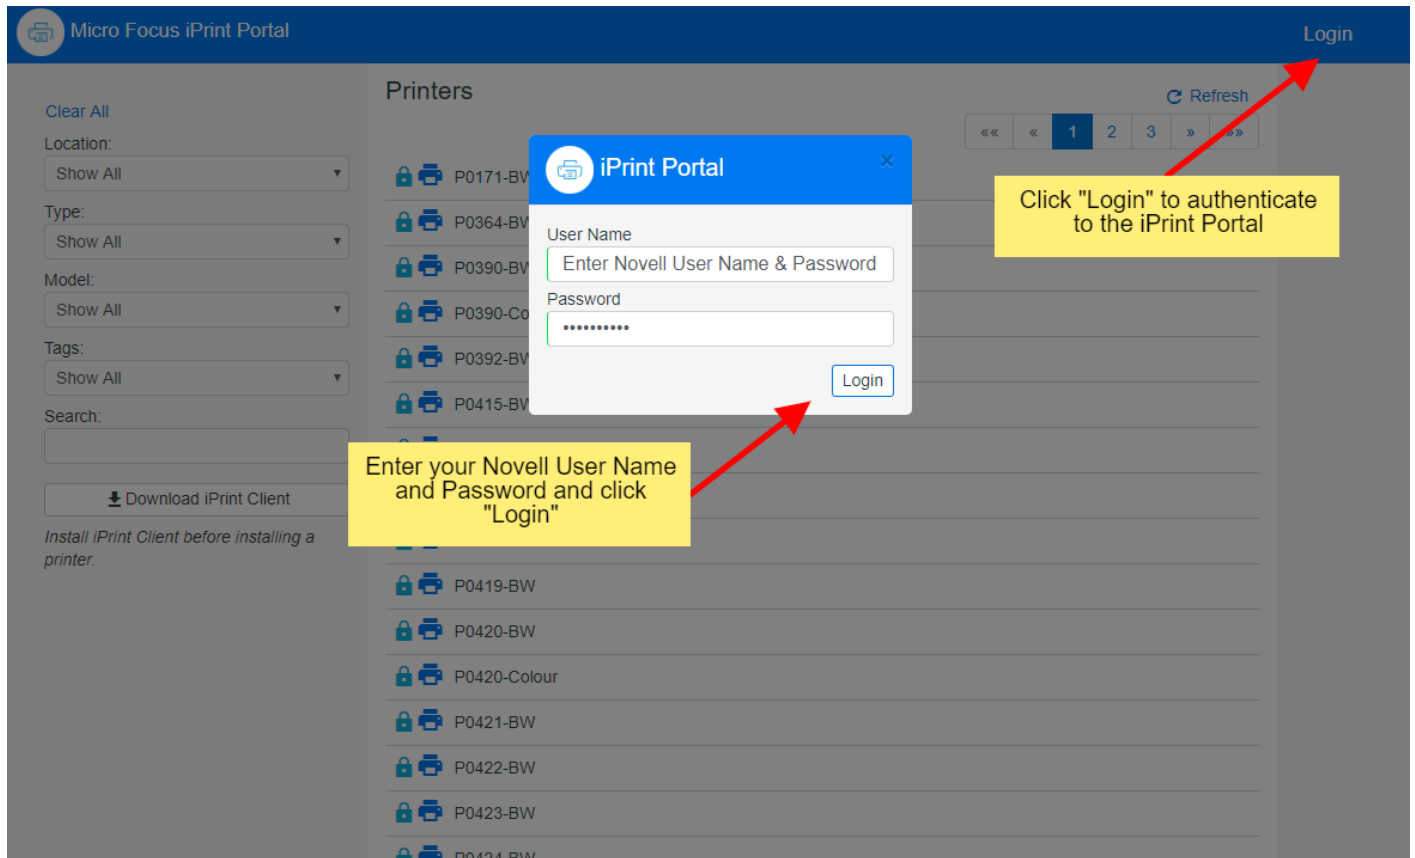 Micro Focus iPrint Portal
Login
Clear All
Location:
Show All
Type:
Show All
Model:
Show All
Tags:
Show All
Search:
Download iPrint Client
Install iPrint Client before installing a
printer.
Printers
Refresh
«« « 1 2 3 » »»
P0171-BW
P0364-BW
P0390-BW
P0390-Co
P0392-BW
P0415-BW
P0419-BW
P0420-BW
P0420-Colour
P0421-BW
P0422-BW
P0423-BW
P0424-BW
iPrint Portal
×
User Name
Enter Novell User Name & Password
Password
••••••••••
Login
Click "Login" to authenticate
to the iPrint Portal
Enter your Novell User Name
and Password and click
"Login"